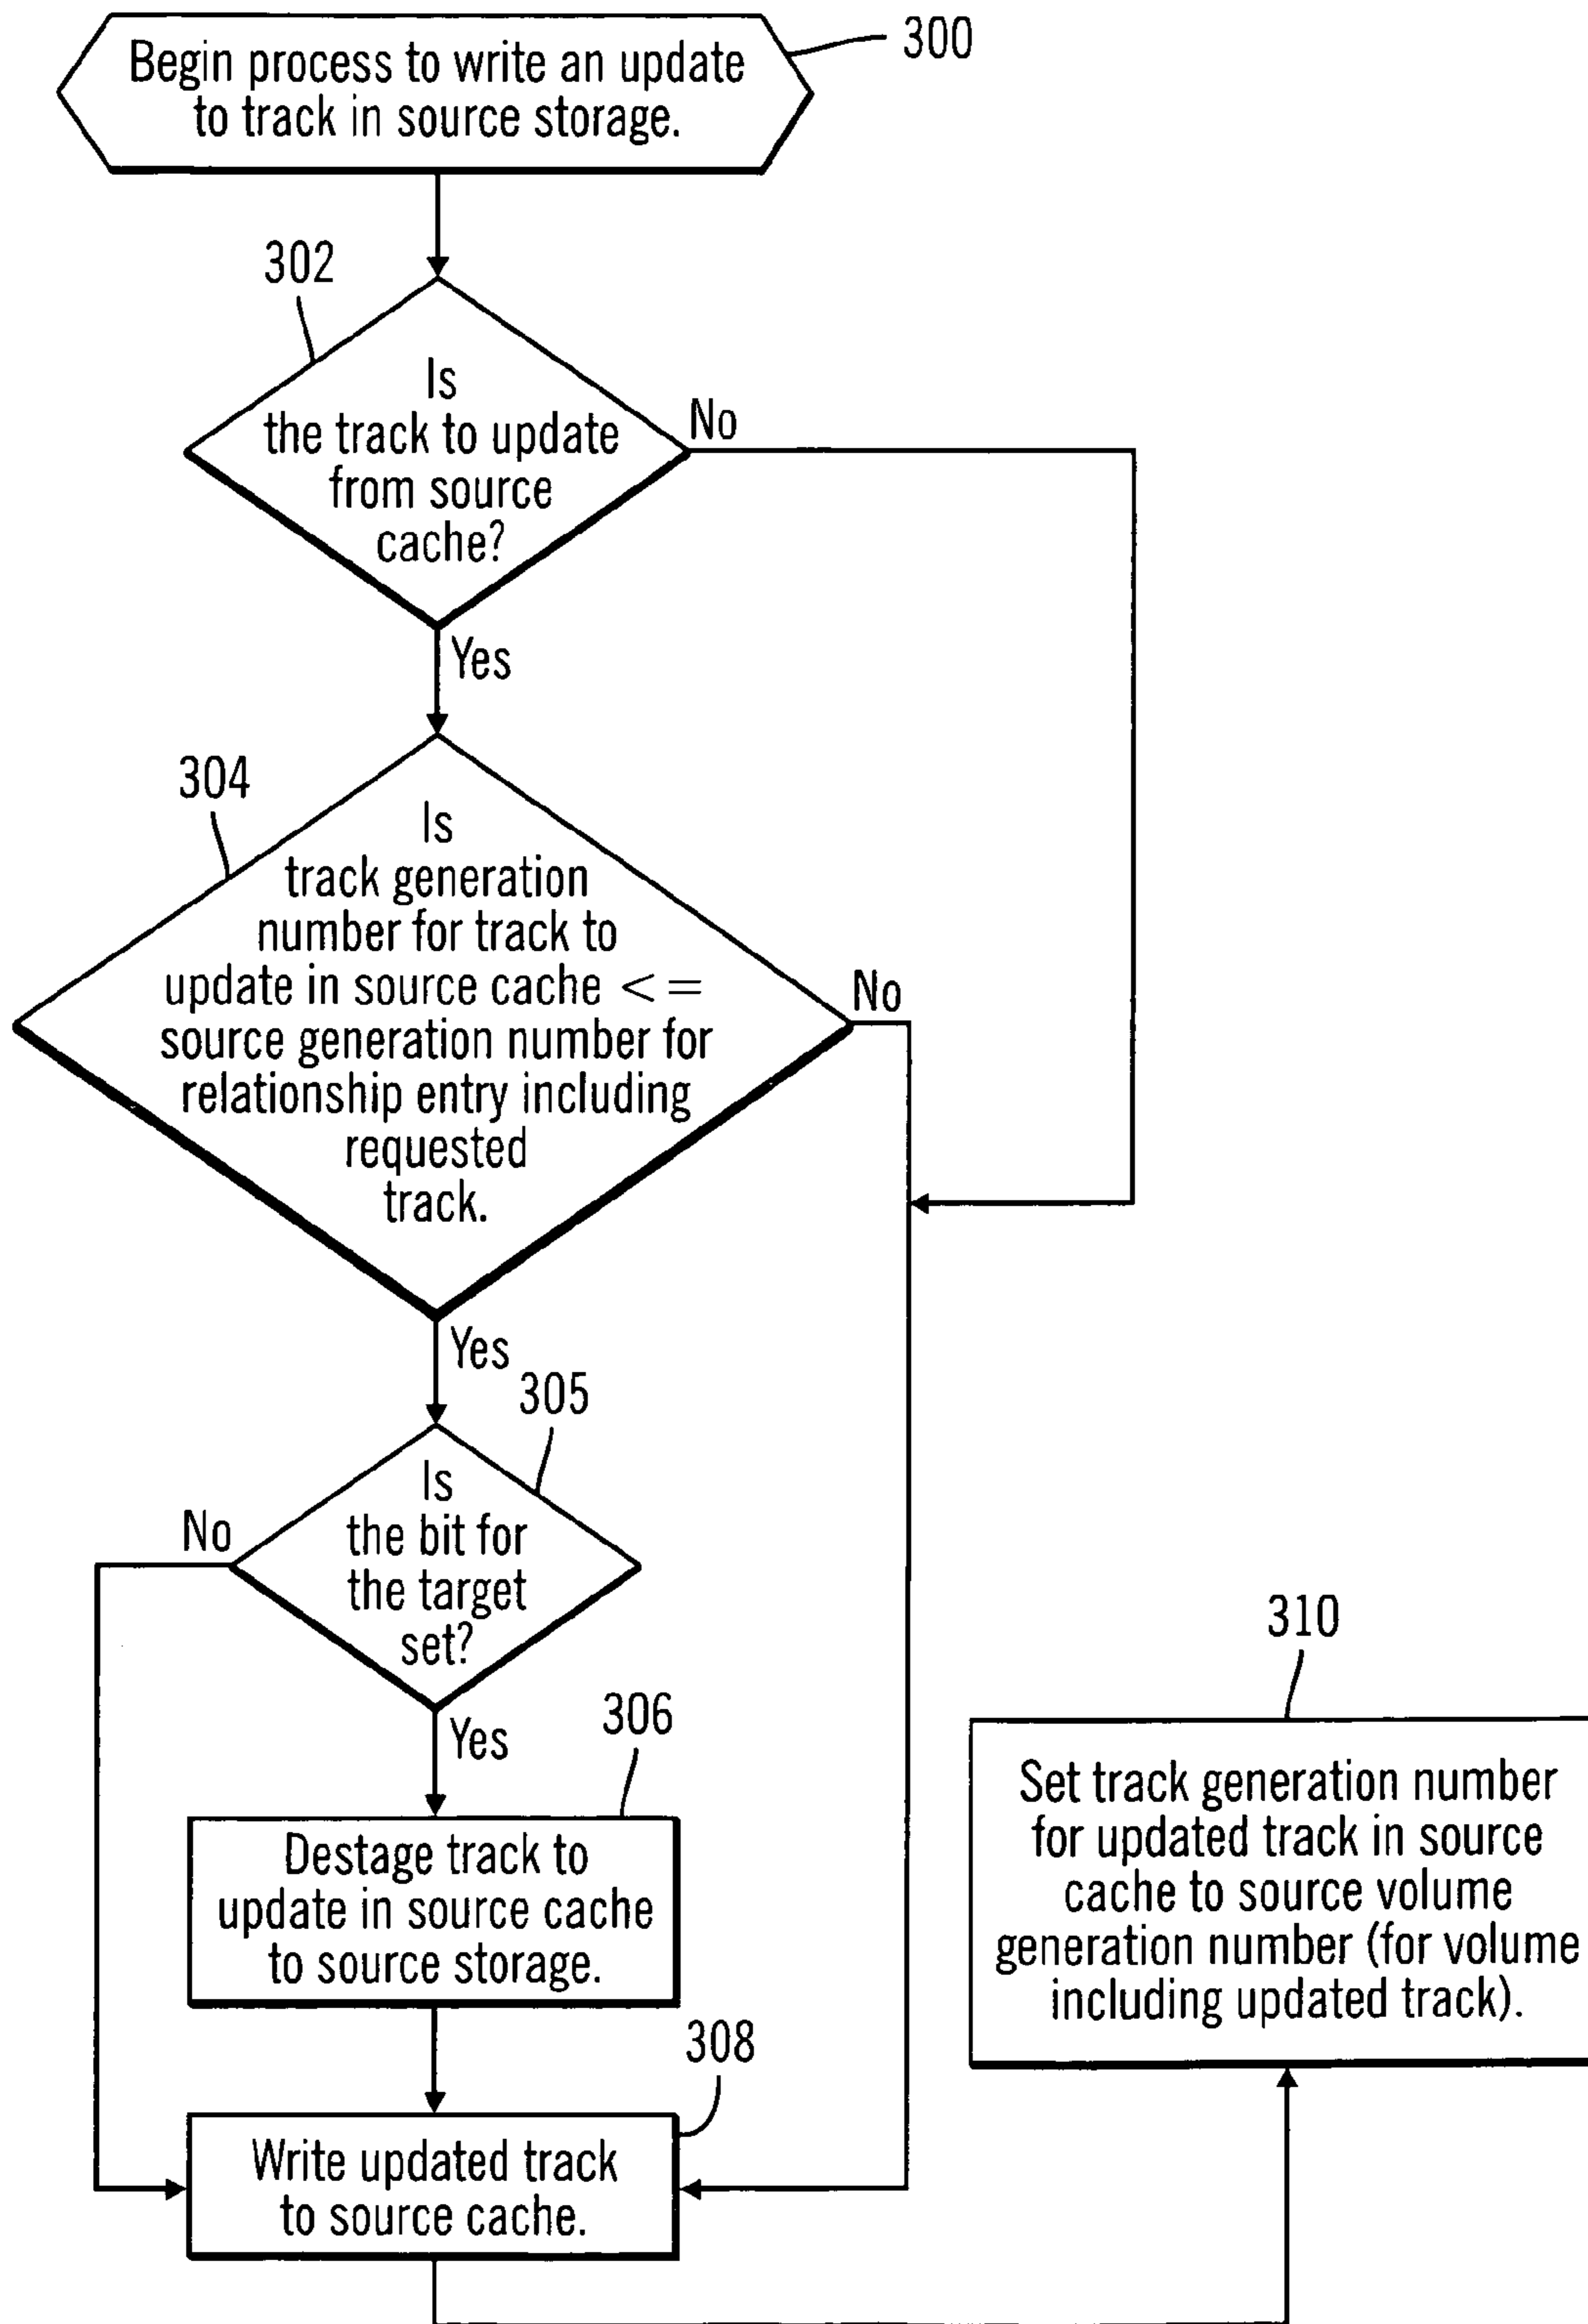 Begin process to write an update
to track in source storage.
300
302
Is
the track to update
from source
cache?
No
Yes
304
Is
track generation
number for track to
update in source cache < =
source generation number for
relationship entry including
requested
track.
No
Yes
305
Is
the bit for
the target
set?
No
Yes
306
Destage track to
update in source cache
to source storage.
308
Write updated track
to source cache.
310
Set track generation number
for updated track in source
cache to source volume
generation number (for volume
including updated track).